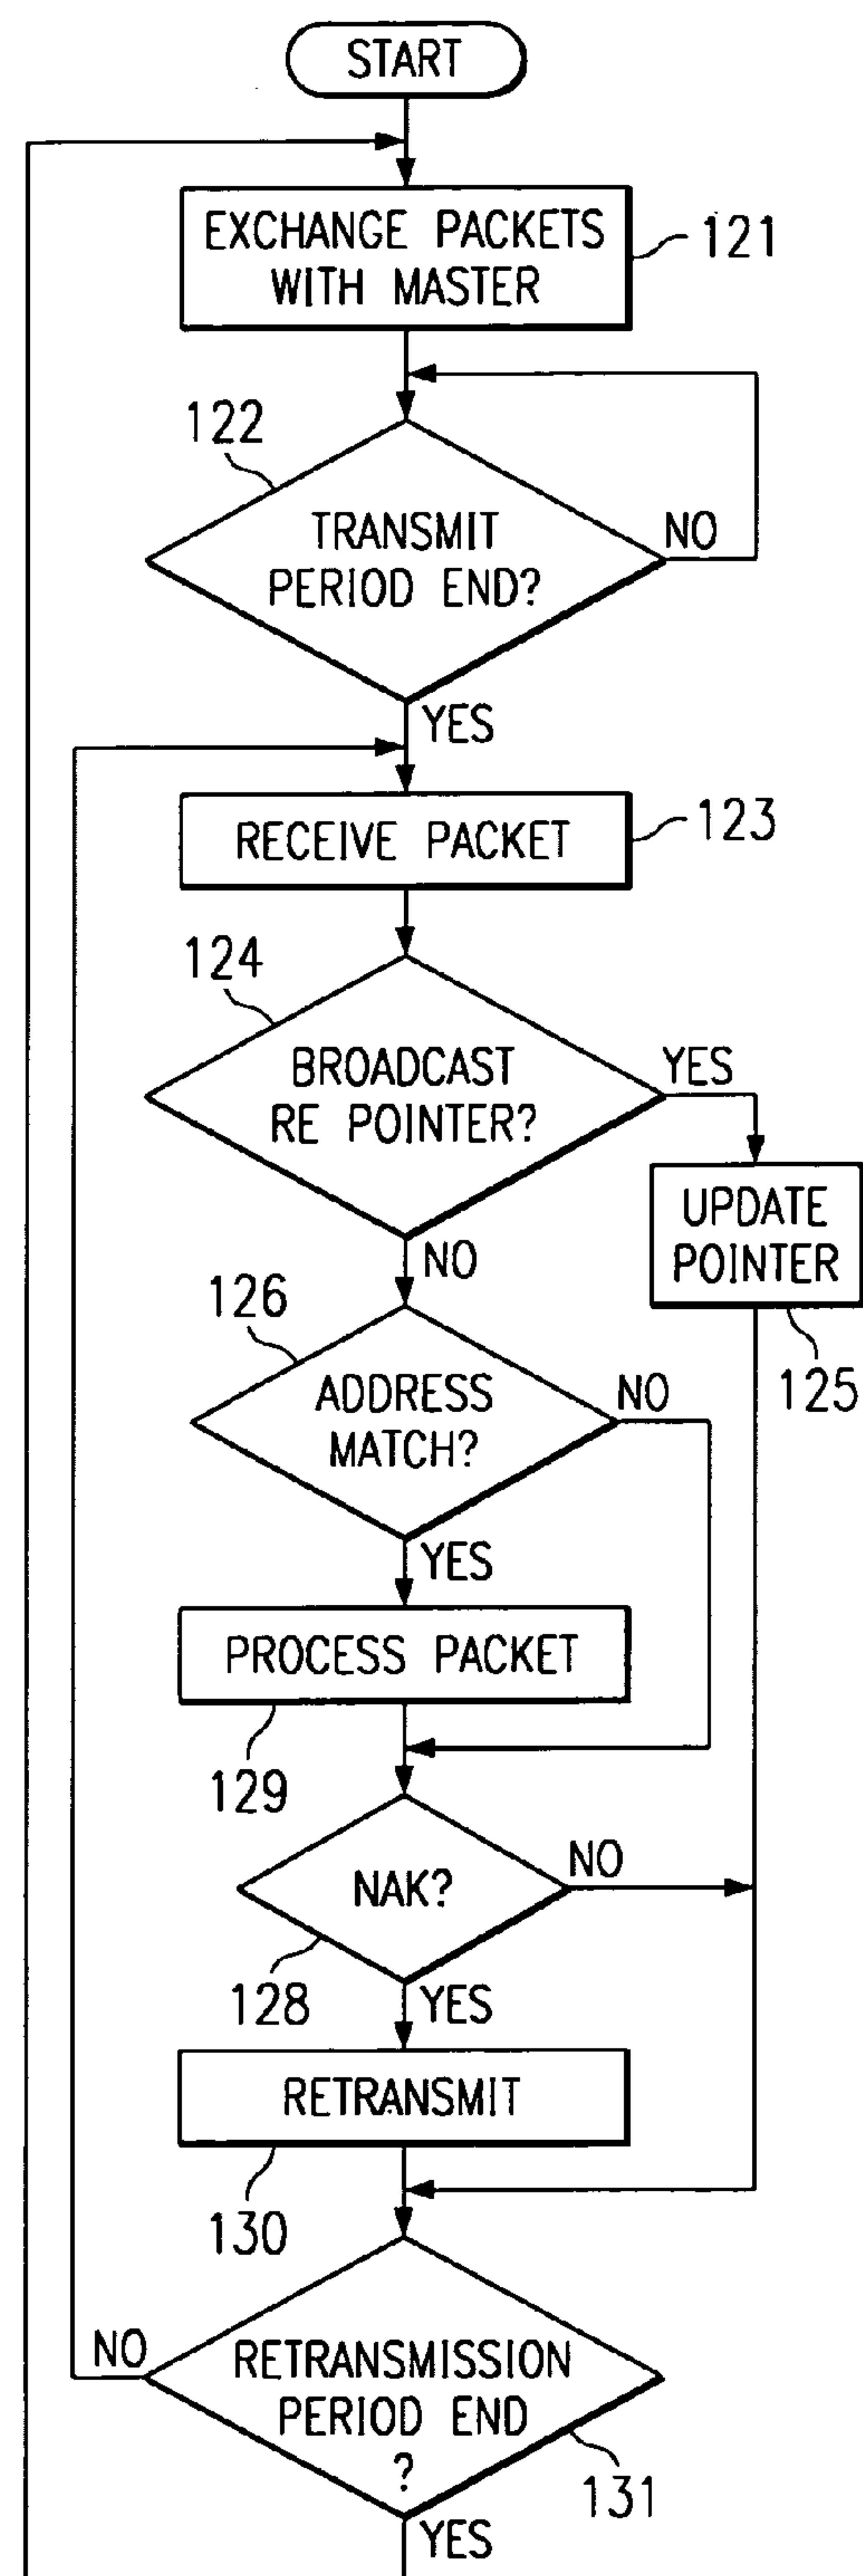 START
EXCHANGE PACKETS
WITH MASTER
121
122
TRANSMIT
PERIOD END?
NO
YES
RECEIVE PACKET
123
124
BROADCAST
RE POINTER?
YES
UPDATE
POINTER
125
NO
126
ADDRESS
MATCH?
NO
YES
PROCESS PACKET
129
NAK?
NO
128
YES
RETRANSMIT
130
NO
RETRANSMISSION
PERIOD END
?
131
YES